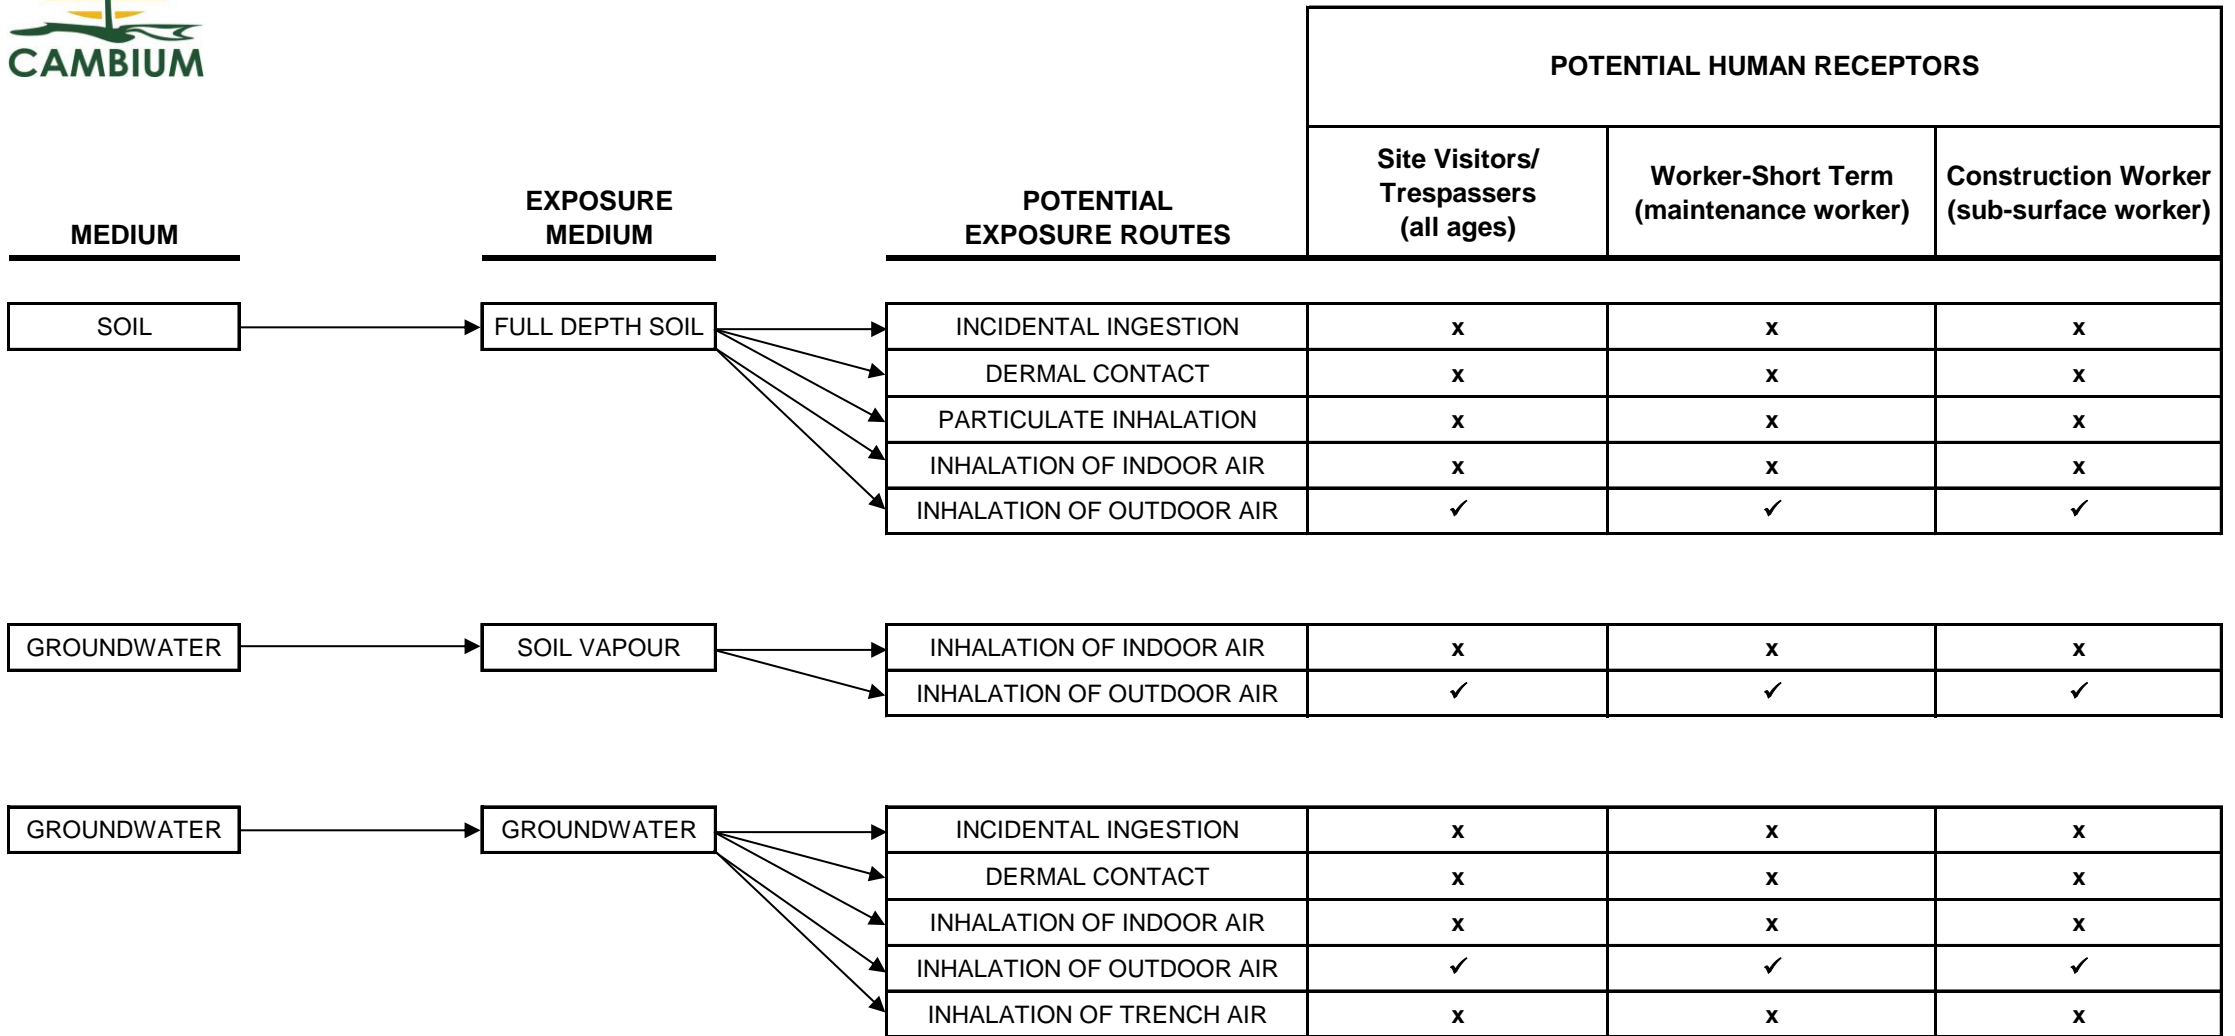 CAMBIUM
POTENTIAL HUMAN RECEPTORS
MEDIUM
EXPOSURE
MEDIUM
POTENTIAL
EXPOSURE ROUTES
Site Visitors/
Trespassers
(all ages)
Worker-Short Term
(maintenance worker)
Construction Worker
(sub-surface worker)
SOIL
FULL DEPTH SOIL
INCIDENTAL INGESTION x x x
DERMAL CONTACT x x x
PARTICULATE INHALATION x x x
INHALATION OF INDOOR AIR x x x
INHALATION OF OUTDOOR AIR ✓ ✓ ✓
GROUNDWATER
SOIL VAPOUR
INHALATION OF INDOOR AIR x x x
INHALATION OF OUTDOOR AIR ✓ ✓ ✓
GROUNDWATER
GROUNDWATER
INCIDENTAL INGESTION x x x
DERMAL CONTACT x x x
INHALATION OF INDOOR AIR x x x
INHALATION OF OUTDOOR AIR ✓ ✓ ✓
INHALATION OF TRENCH AIR x x x